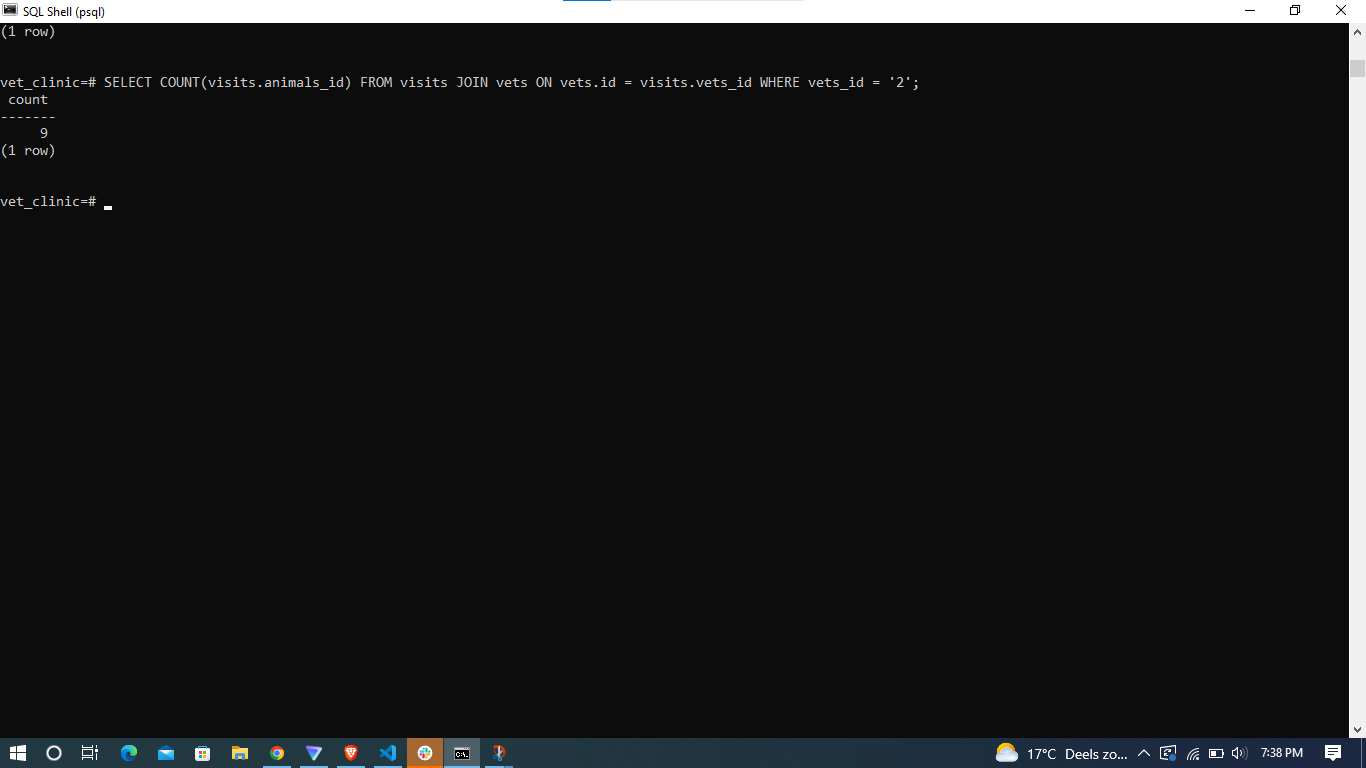 SQL Shell (psql)
(1 row)
vet_clinic=# SELECT COUNT(visits.animals_id) FROM visits JOIN vets ON vets.id = visits.vets_id WHERE vets_id = '2';
count
-------
9
(1 row)
vet_clinic=#
17°C Deels zo... 7:38 PM